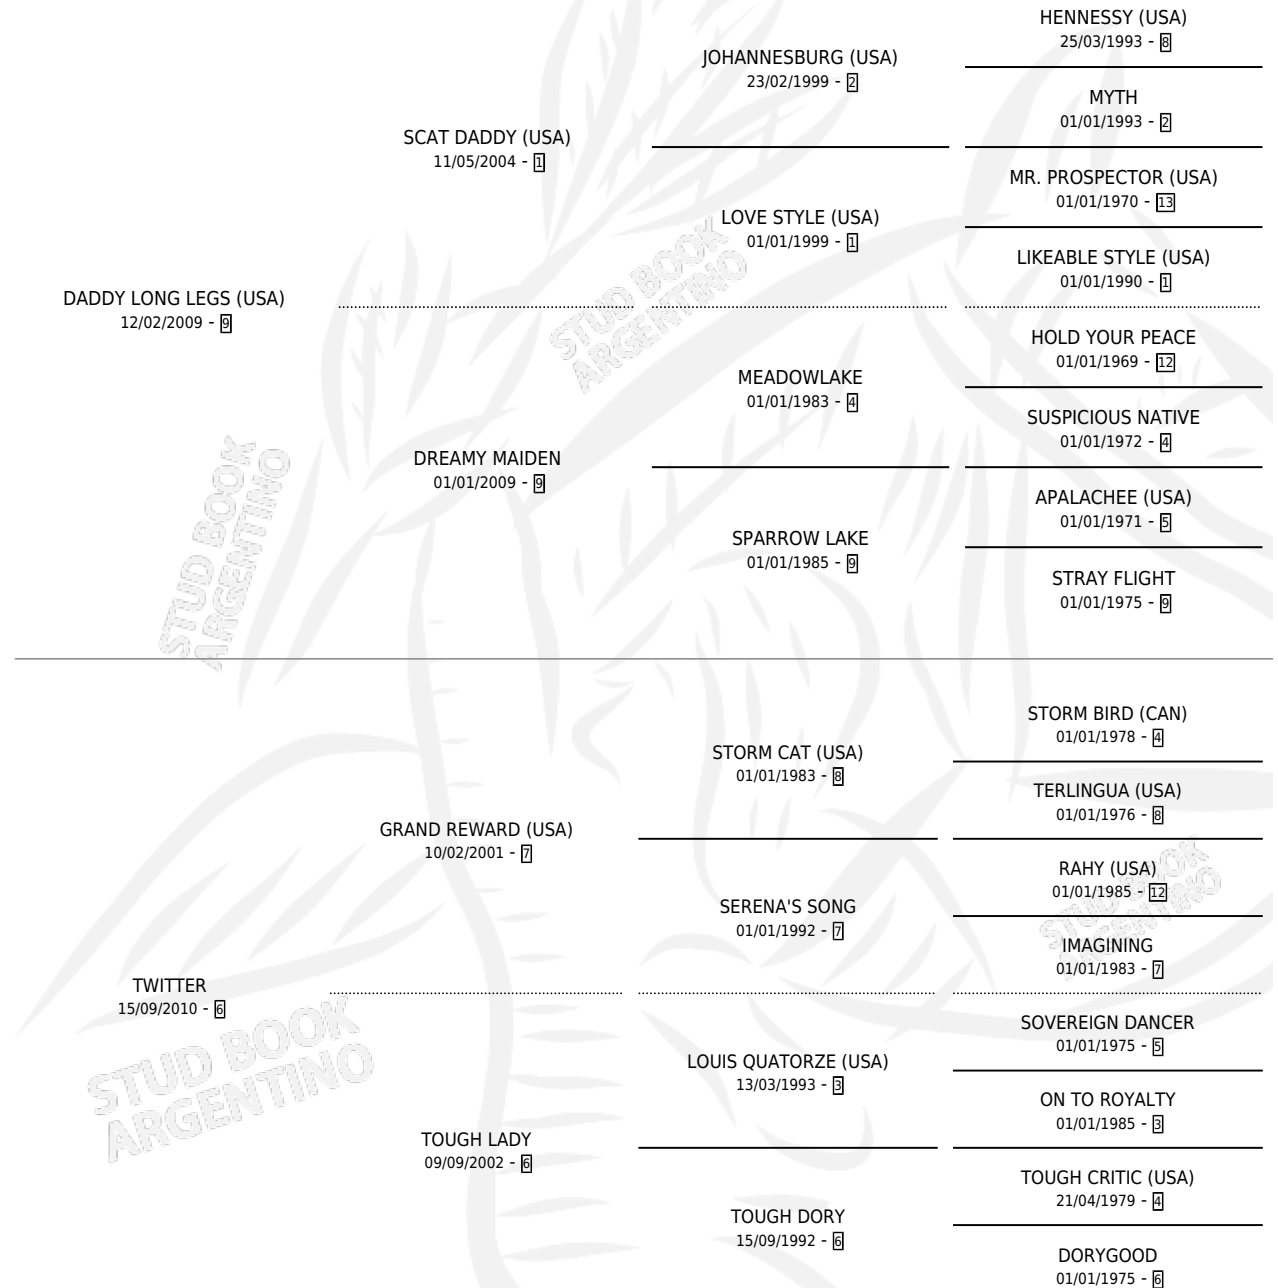 HENNESSY (USA)
25/03/1993 - 8
JOHANNESBURG (USA)
23/02/1999 - 2
MYTH
01/01/1993 - 2
SCAT DADDY (USA)
11/05/2004 - 1
MR. PROSPECTOR (USA)
01/01/1970 - 13
LOVE STYLE (USA)
01/01/1999 - 1
LIKEABLE STYLE (USA)
01/01/1990 - 1
DADDY LONG LEGS (USA)
12/02/2009 - 9
HOLD YOUR PEACE
01/01/1969 - 12
MEADOWLAKE
01/01/1983 - 4
SUSPICIOUS NATIVE
01/01/1972 - 4
DREAMY MAIDEN
01/01/2009 - 9
APALACHEE (USA)
01/01/1971 - 5
SPARROW LAKE
01/01/1985 - 9
STRAY FLIGHT
01/01/1975 - 9
STORM BIRD (CAN)
01/01/1978 - 4
STORM CAT (USA)
01/01/1983 - 8
TERLINGUA (USA)
01/01/1976 - 8
GRAND REWARD (USA)
10/02/2001 - 7
RAHY (USA)
01/01/1985 - 12
SERENA'S SONG
01/01/1992 - 7
IMAGINING
01/01/1983 - 7
TWITTER
15/09/2010 - 6
SOVEREIGN DANCER
01/01/1975 - 5
LOUIS QUATORZE (USA)
13/03/1993 - 3
ON TO ROYALTY
01/01/1985 - 3
TOUGH LADY
09/09/2002 - 6
TOUGH CRITIC (USA)
21/04/1979 - 4
TOUGH DORY
15/09/1992 - 6
DORYGOOD
01/01/1975 - 6
STUD BOOK
ARGENTINO
STUD BOOK
ARGENTINO
STUD BOOK
ARGENTINO
STUD BOOK
ARGENTINO